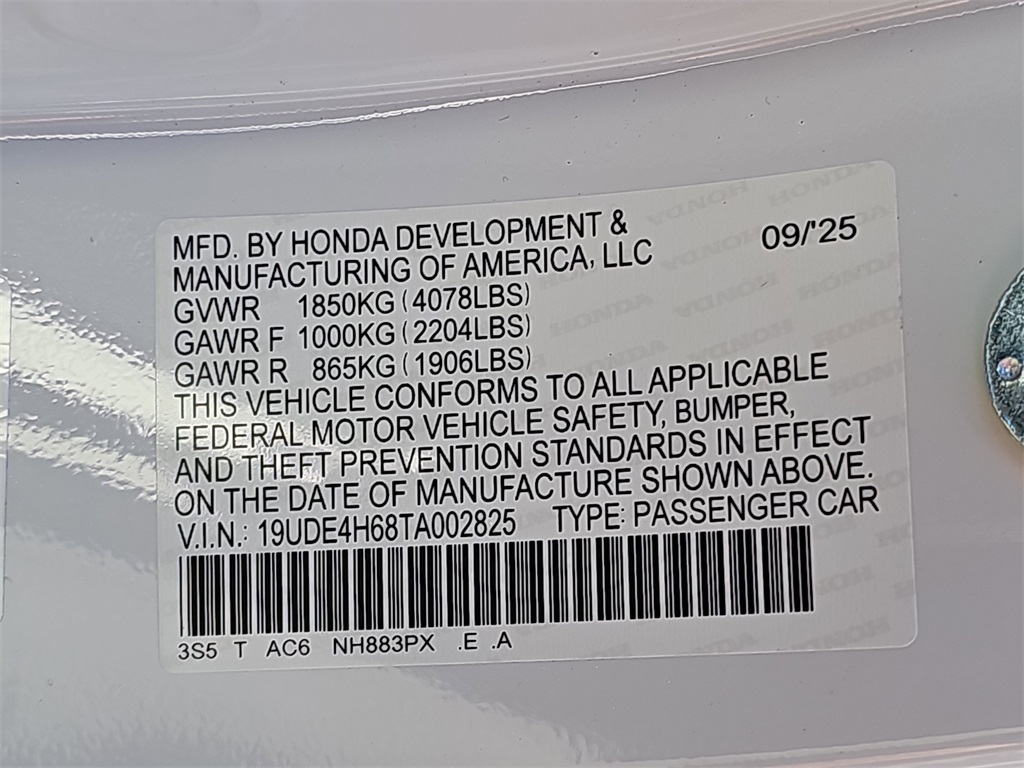 MFD. BY HONDA DEVELOPMENT &
MANUFACTURING OF AMERICA, LLC
09/'25
GVWR 1850KG (4078LBS)
GAWR F 1000KG (2204LBS)
GAWR R 865KG (1906LBS)
THIS VEHICLE CONFORMS TO ALL APPLICABLE
FEDERAL MOTOR VEHICLE SAFETY, BUMPER,
AND THEFT PREVENTION STANDARDS IN EFFECT
ON THE DATE OF MANUFACTURE SHOWN ABOVE.
V.I.N.: 19UDE4H68TA002825 TYPE: PASSENGER CAR
3S5 T AC6 NH883PX .E .A